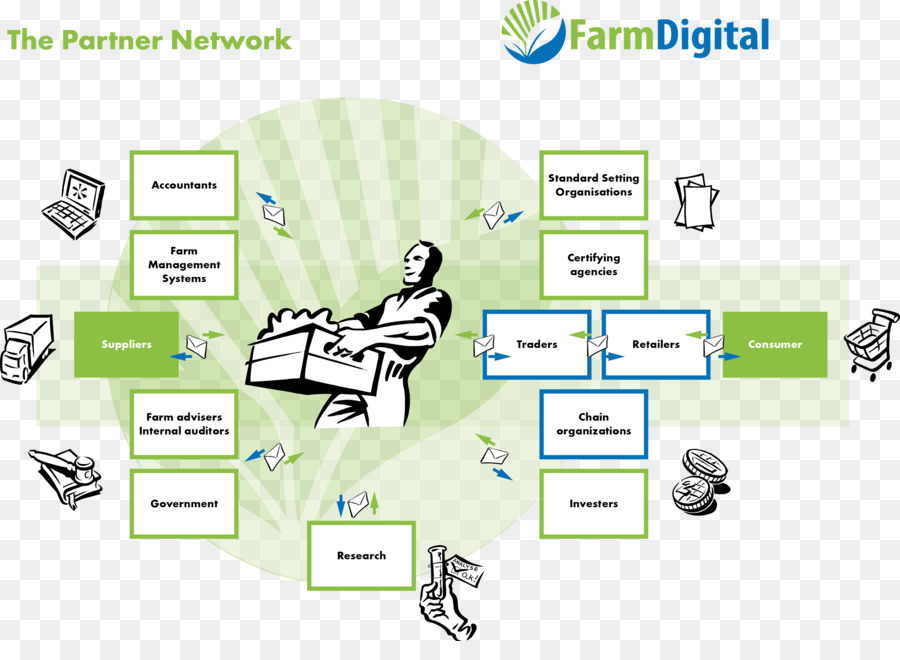 The Partner Network
FarmDigital
Accountants
Standard Setting
Organisations
Farm
Management
Systems
Certifying
agencies
Suppliers
Traders
Retailers
Consumer
Farm advisers
Internal auditors
Chain
organizations
Government
Investers
Research
ANALYSE
O.K!